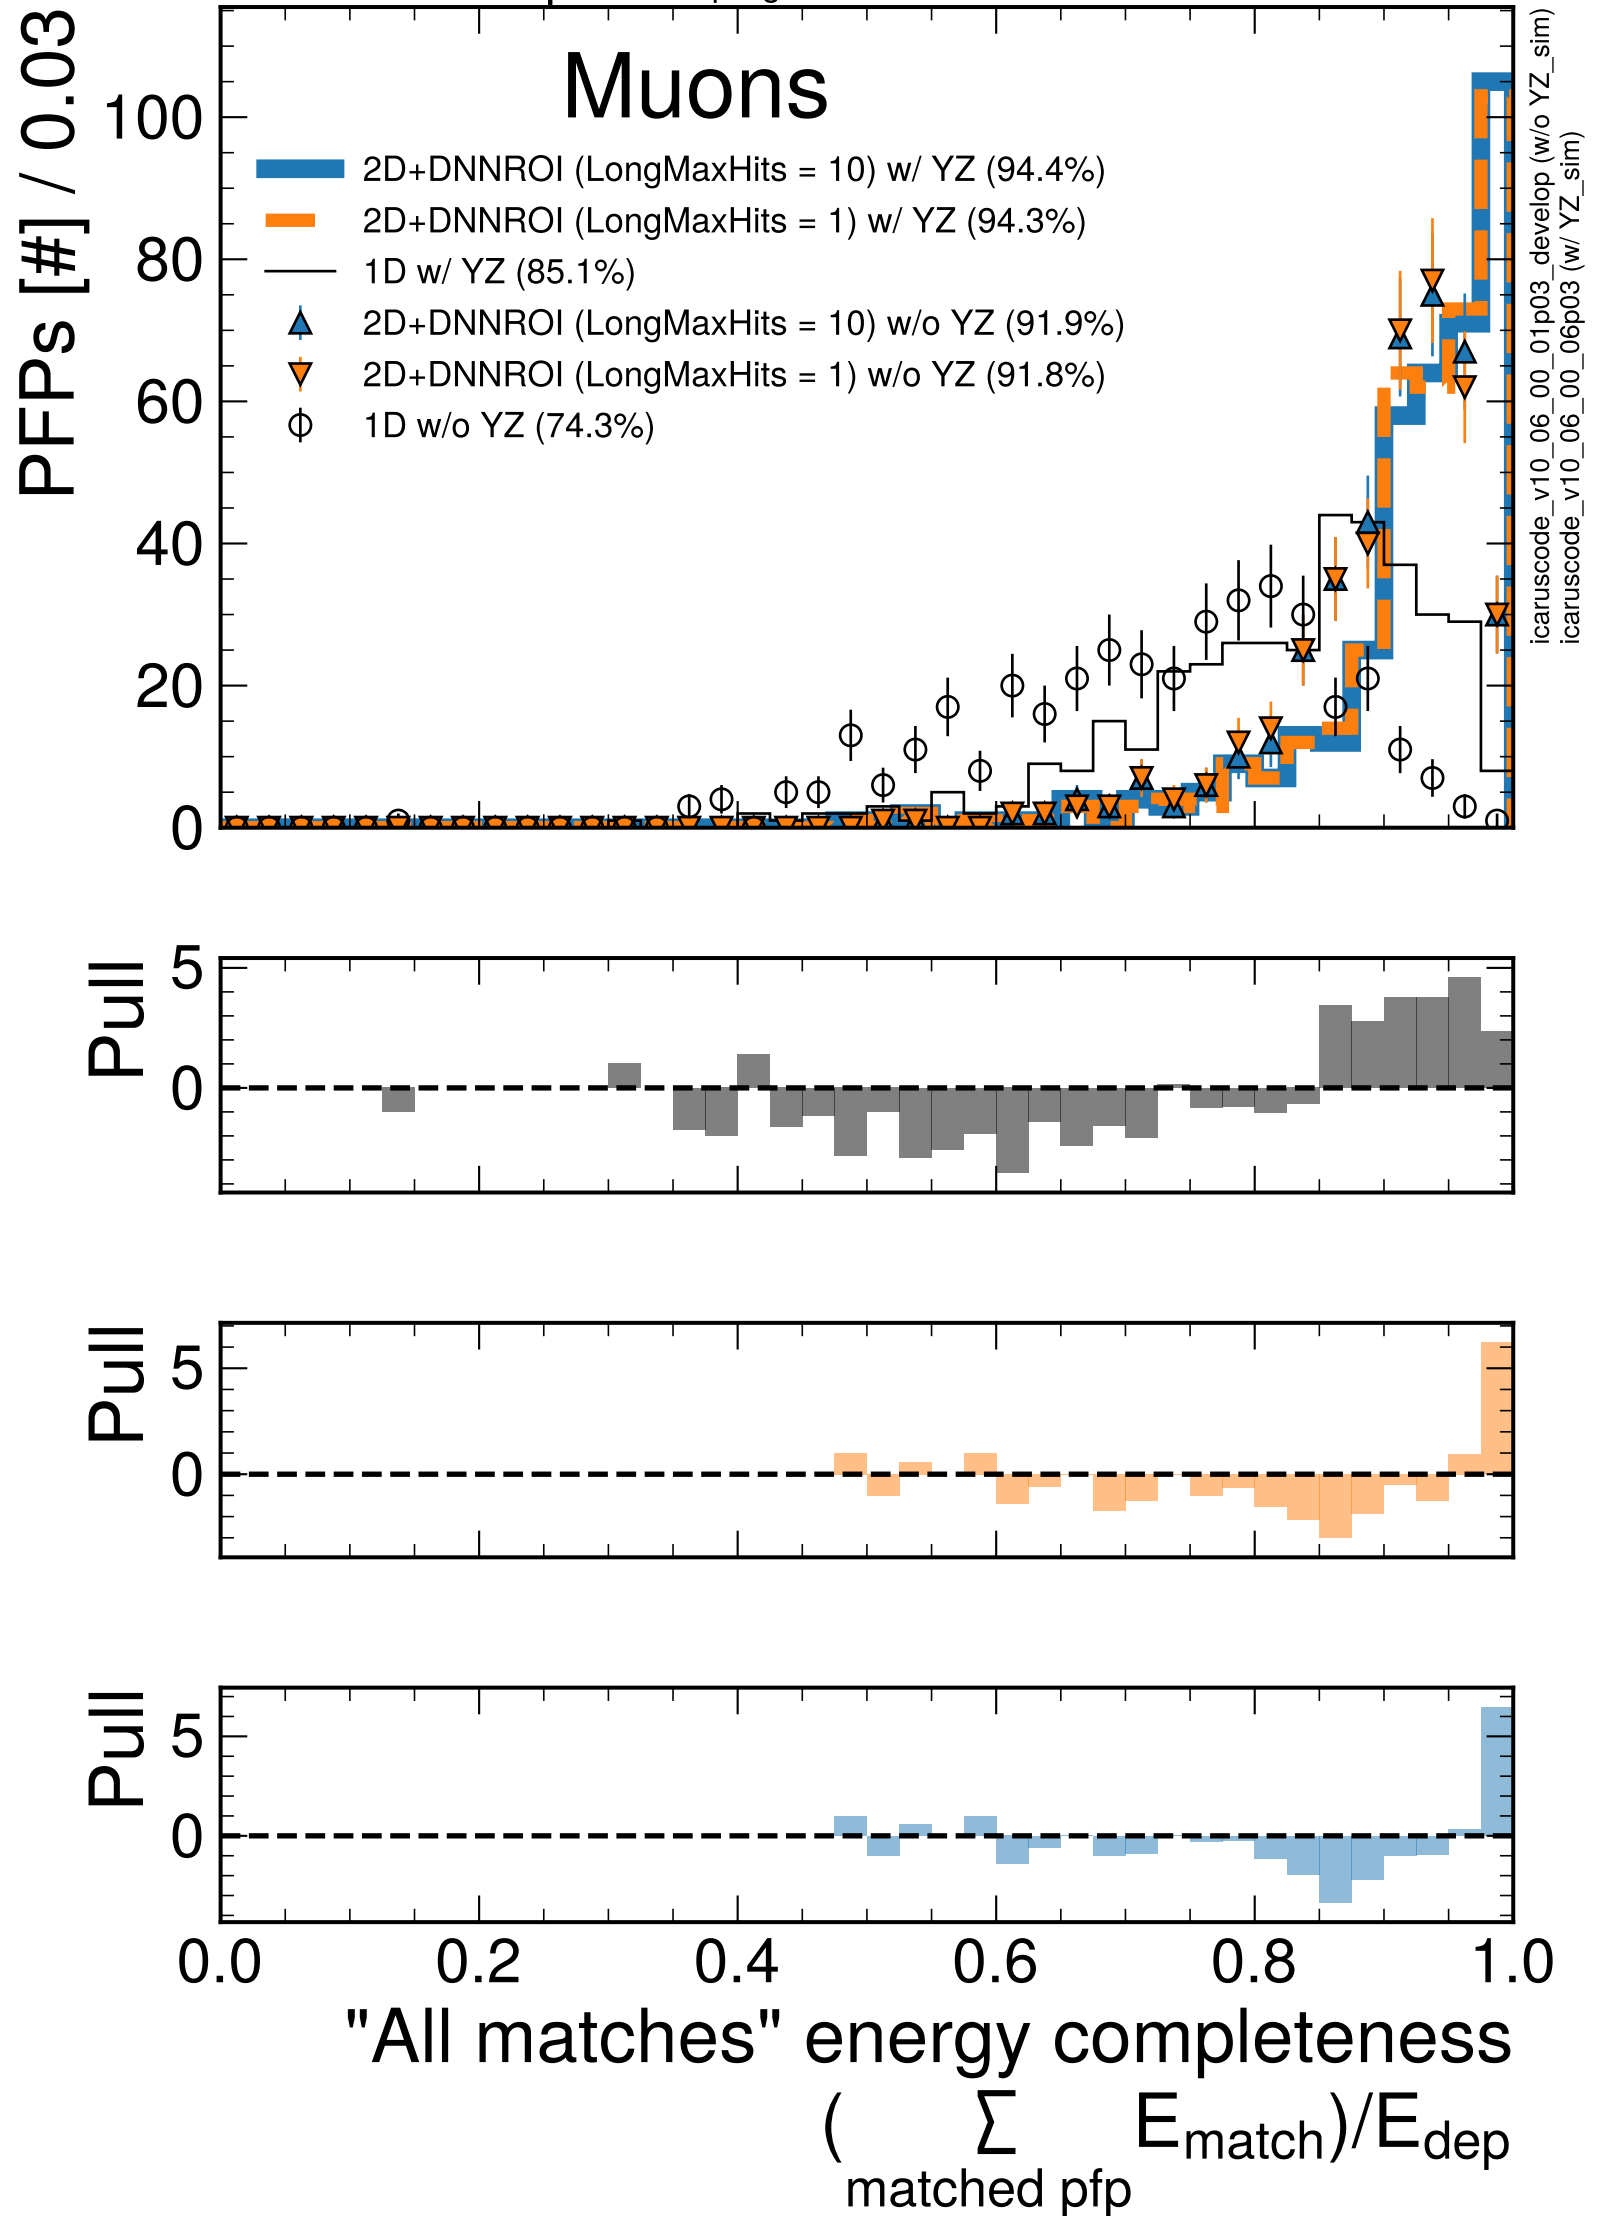 PFPs [#] / 0.03
Muons
2D+DNNROI (LongMaxHits = 10) w/ YZ (94.4%)
2D+DNNROI (LongMaxHits = 1) w/ YZ (94.3%)
1D w/ YZ (85.1%)
2D+DNNROI (LongMaxHits = 10) w/o YZ (91.9%)
2D+DNNROI (LongMaxHits = 1) w/o YZ (91.8%)
1D w/o YZ (74.3%)
100
80
60
40
20
0
icaruscode_v10_06_00_01p03_develop (w/o YZ_sim)
icaruscode_v10_06_00_06p03 (w/ YZ_sim)
Pull
5
0
Pull
5
0
Pull
5
0
0.0 0.2 0.4 0.6 0.8 1.0
"All matches" energy completeness
( Σ E_match)/E_dep
matched pfp